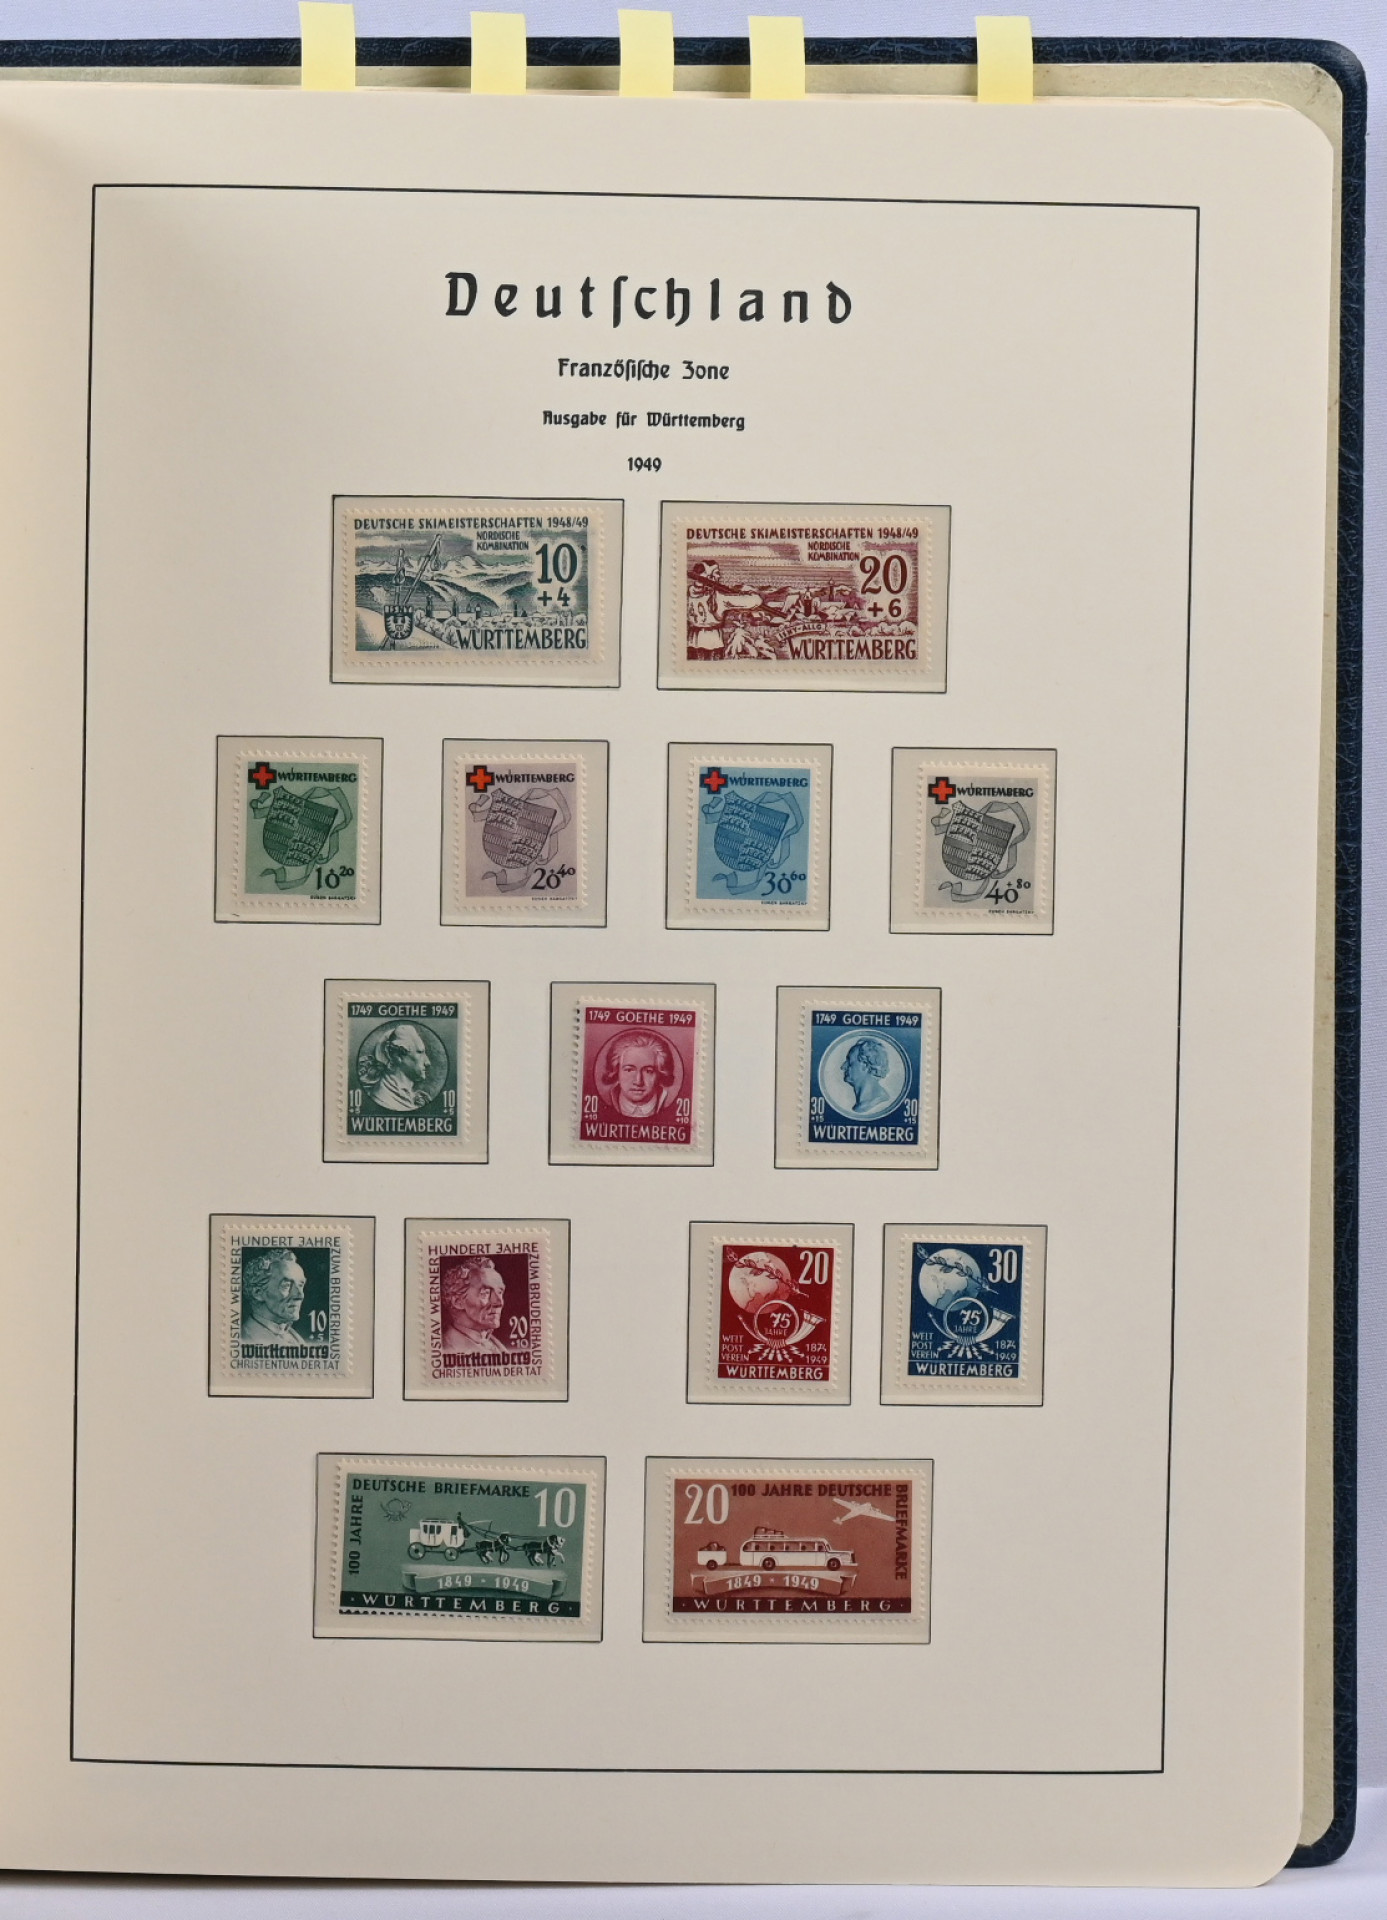 Deutſchland
Franzöſiſche Zone
Ausgabe für Württemberg
1949
DEUTSCHE SKIMEISTERSCHAFTEN 1948/49
NORDISCHE
KOMBINATION
10
+4
WÜRTTEMBERG
DEUTSCHE SKIMEISTERSCHAFTEN 1948/49
NORDISCHE
KOMBINATION
20
+6
ISNY-ALLG.
WÜRTTEMBERG
WÜRTTEMBERG
10+20
WÜRTTEMBERG
20+40
WÜRTTEMBERG
30+60
WÜRTTEMBERG
40+80
1749 GOETHE 1949
10 10
+5 +5
WÜRTTEMBERG
1749 GOETHE 1949
20 20
+10 +10
WÜRTTEMBERG
1749 GOETHE 1949
30 30
+15 +15
WÜRTTEMBERG
HUNDERT JAHRE
ZUM BRUDERHAUS
GUSTAV WERNER
10
+5
Württemberg
CHRISTENTUM DER TAT
HUNDERT JAHRE
ZUM BRUDERHAUS
GUSTAV WERNER
20
+10
Württemberg
CHRISTENTUM DER TAT
20
75
JAHRE
WELT
POST
VEREIN
1874
1949
WÜRTTEMBERG
30
75
JAHRE
WELT
POST
VEREIN
1874
1949
WÜRTTEMBERG
100 JAHRE
DEUTSCHE BRIEFMARKE
10
1849 · 1949
· WÜRTTEMBERG ·
20
100 JAHRE DEUTSCHE
BRIEFMARKE
1849 · 1949
· WÜRTTEMBERG ·